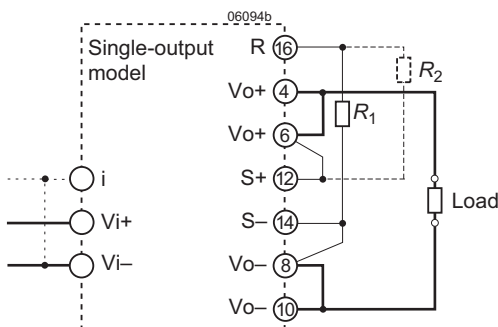 06094b
Single-output
model
R 16
Vo+ 4
Vo+ 6
S+ 12
S– 14
Vo– 8
Vo– 10
i
Vi+
Vi–
R1
R2
Load